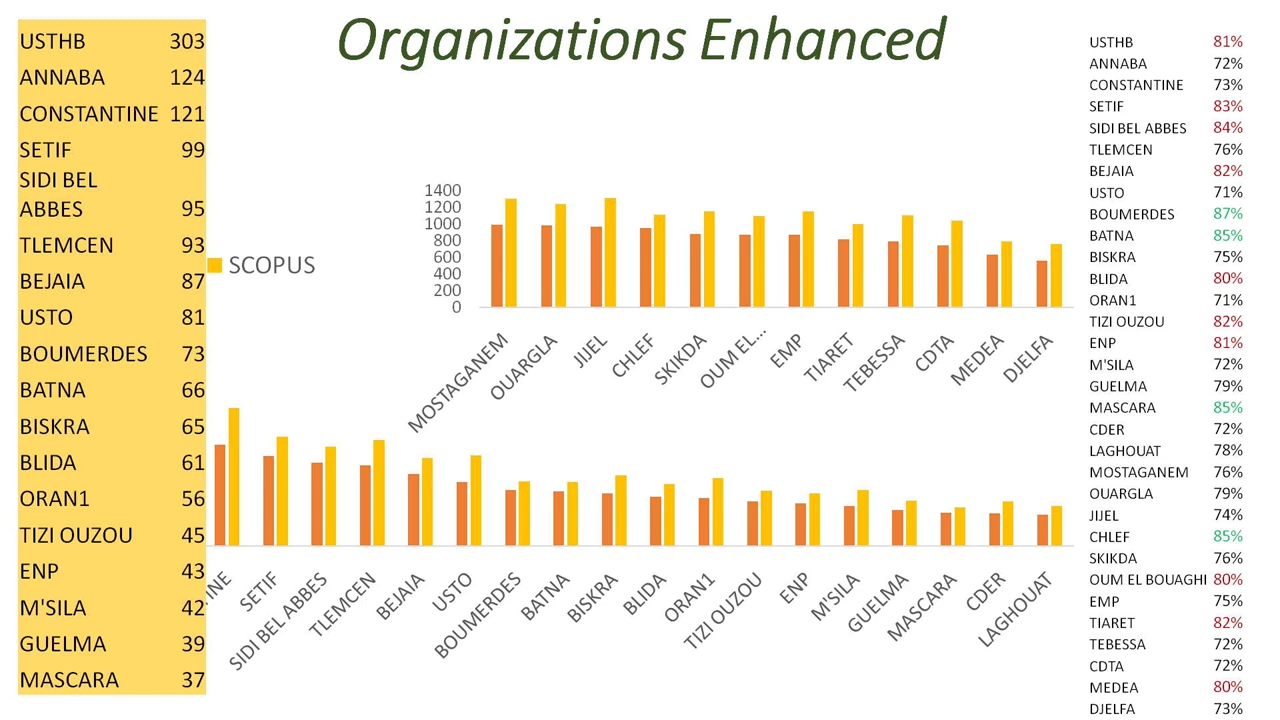 Organizations Enhanced
USTHB 303
ANNABA 124
CONSTANTINE 121
SETIF 99
SIDI BEL
ABBES 95
TLEMCEN 93
BEJAIA 87
USTO 81
BOUMERDES 73
BATNA 66
BISKRA 65
BLIDA 61
ORAN1 56
TIZI OUZOU 45
ENP 43
M'SILA 42
GUELMA 39
MASCARA 37
SCOPUS
1400
1200
1000
800
600
400
200
0
MOSTAGANEM
OUARGLA
JIJEL
CHLEF
SKIKDA
OUM EL...
EMP
TIARET
TEBESSA
CDTA
MEDEA
DJELFA
INE
SETIF
SIDI BEL ABBES
TLEMCEN
BEJAIA
USTO
BOUMERDES
BATNA
BISKRA
BLIDA
ORAN1
TIZI OUZOU
ENP
M'SILA
GUELMA
MASCARA
CDER
LAGHOUAT
USTHB 81%
ANNABA 72%
CONSTANTINE 73%
SETIF 83%
SIDI BEL ABBES 84%
TLEMCEN 76%
BEJAIA 82%
USTO 71%
BOUMERDES 87%
BATNA 85%
BISKRA 75%
BLIDA 80%
ORAN1 71%
TIZI OUZOU 82%
ENP 81%
M'SILA 72%
GUELMA 79%
MASCARA 85%
CDER 72%
LAGHOUAT 78%
MOSTAGANEM 76%
OUARGLA 79%
JIJEL 74%
CHLEF 85%
SKIKDA 76%
OUM EL BOUAGHI 80%
EMP 75%
TIARET 82%
TEBESSA 72%
CDTA 72%
MEDEA 80%
DJELFA 73%